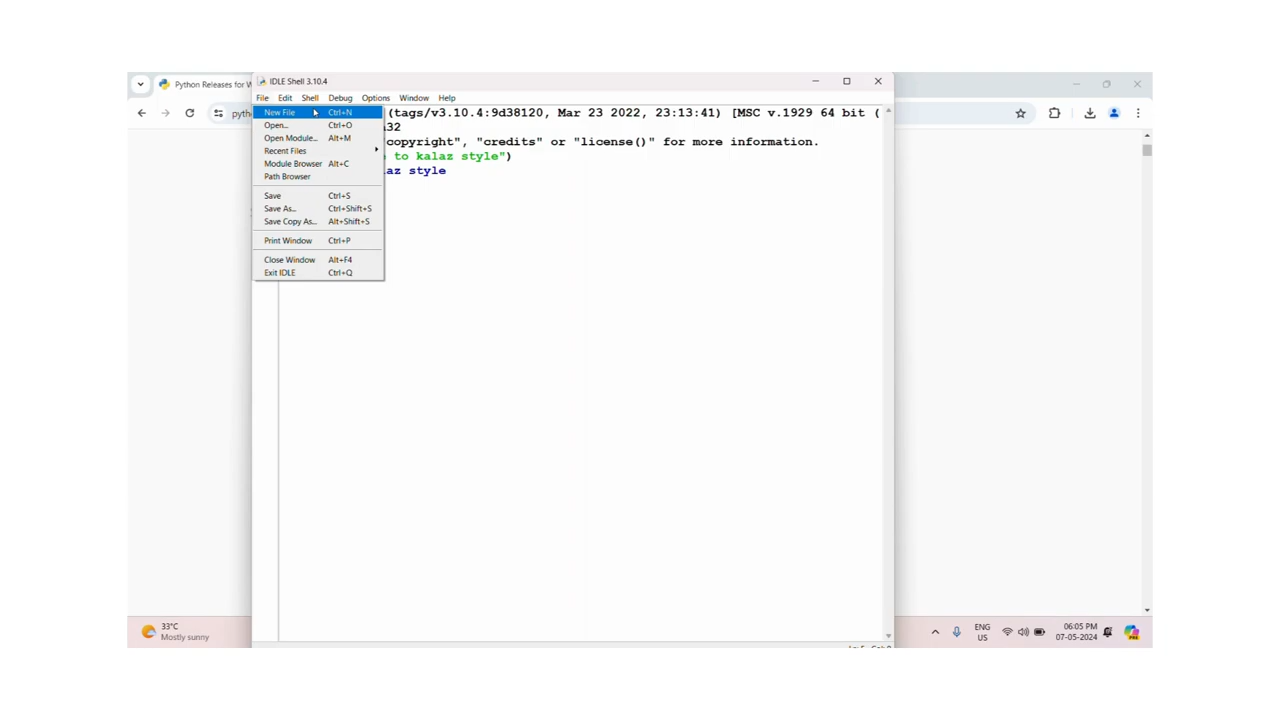 Python Releases for W
IDLE Shell 3.10.4
pyth
File Edit Shell Debug Options Window Help
New File Ctrl+N
Open... Ctrl+O
Open Module... Alt+M
Recent Files
Module Browser Alt+C
Path Browser
Save Ctrl+S
Save As... Ctrl+Shift+S
Save Copy As... Alt+Shift+S
Print Window Ctrl+P
Close Window Alt+F4
Exit IDLE Ctrl+Q
(tags/v3.10.4:9d38120, Mar 23 2022, 23:13:41) [MSC v.1929 64 bit (
32
copyright", "credits" or "license()" for more information.
to kalaz style")
az style
33°C
Mostly sunny
ENG
US
06:05 PM
07-05-2024